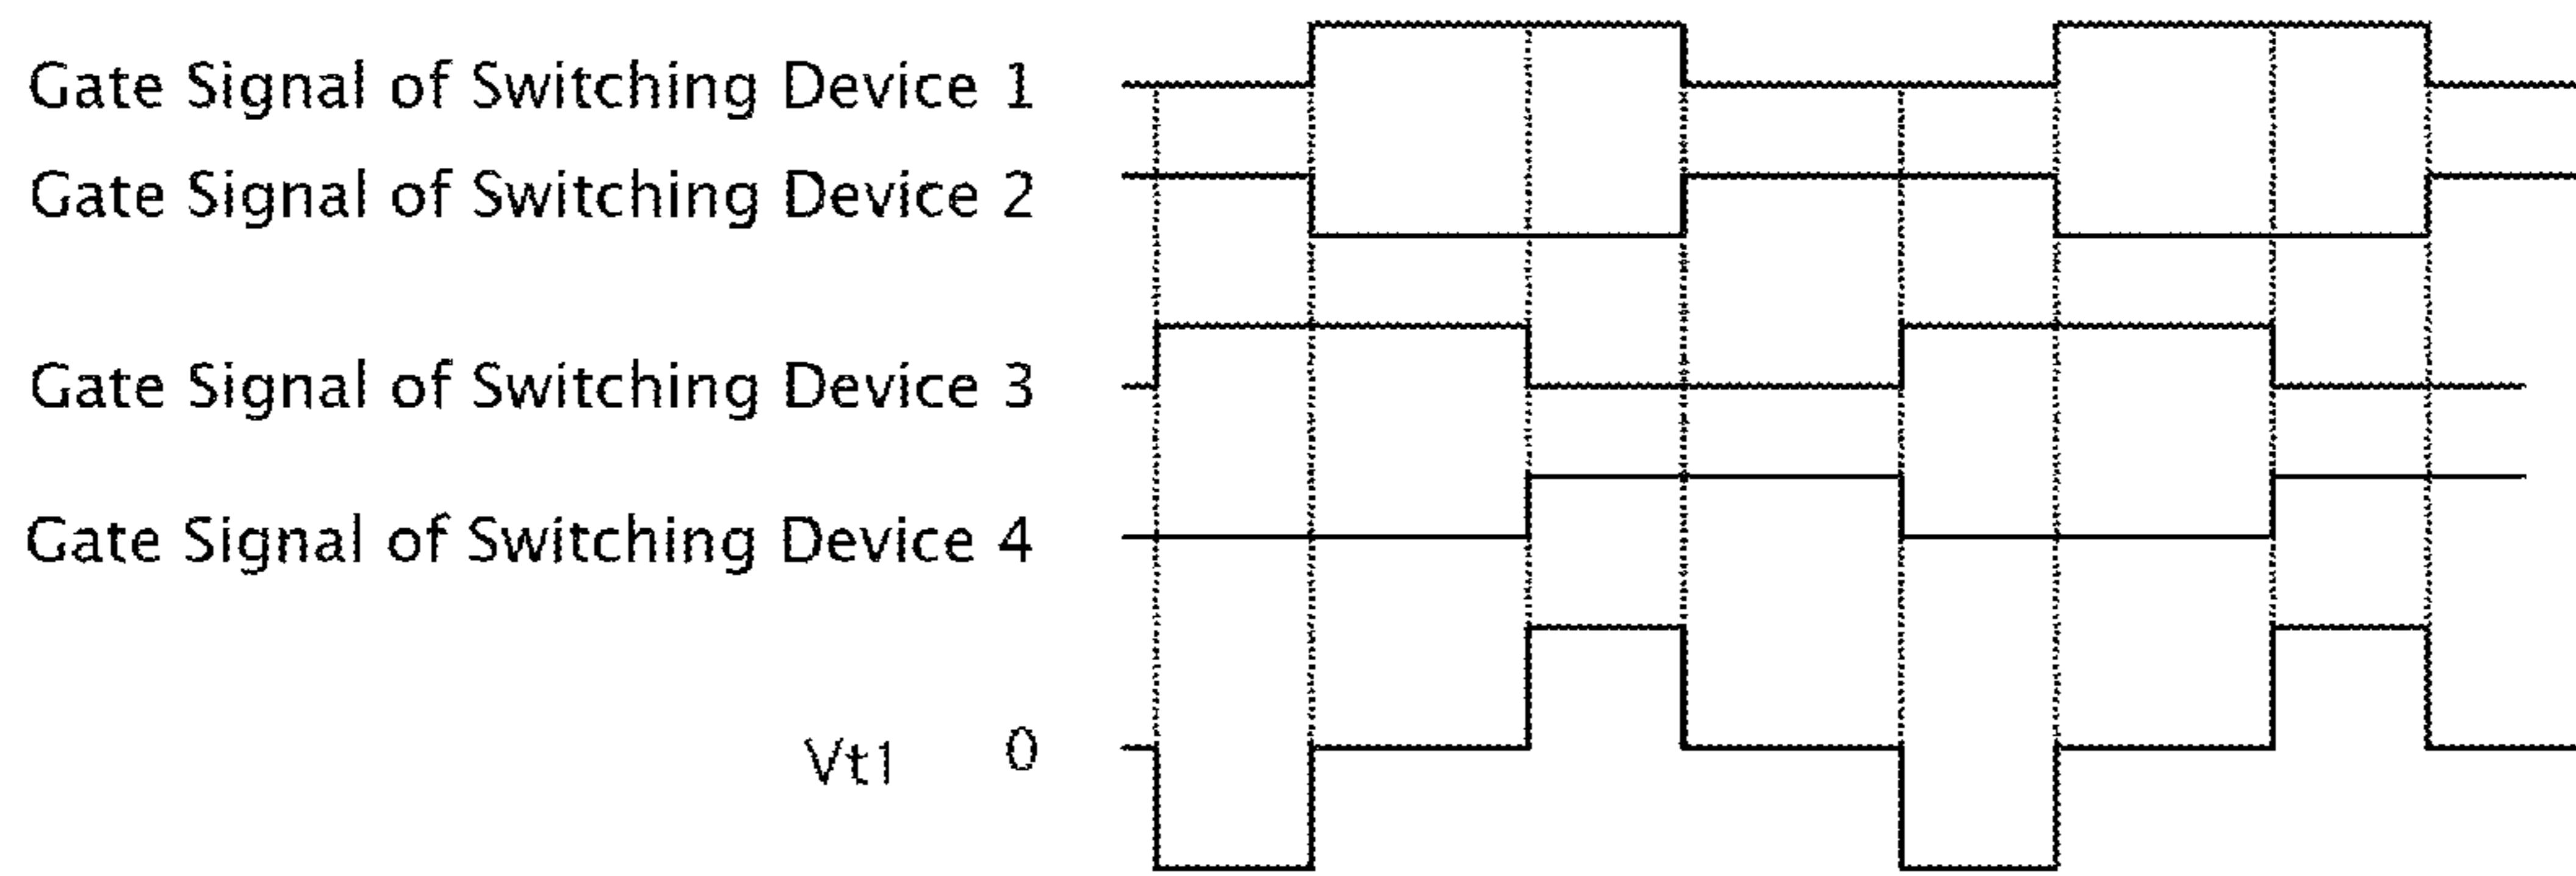 Gate Signal of Switching Device 1
Gate Signal of Switching Device 2
Gate Signal of Switching Device 3
Gate Signal of Switching Device 4
Vt1 0